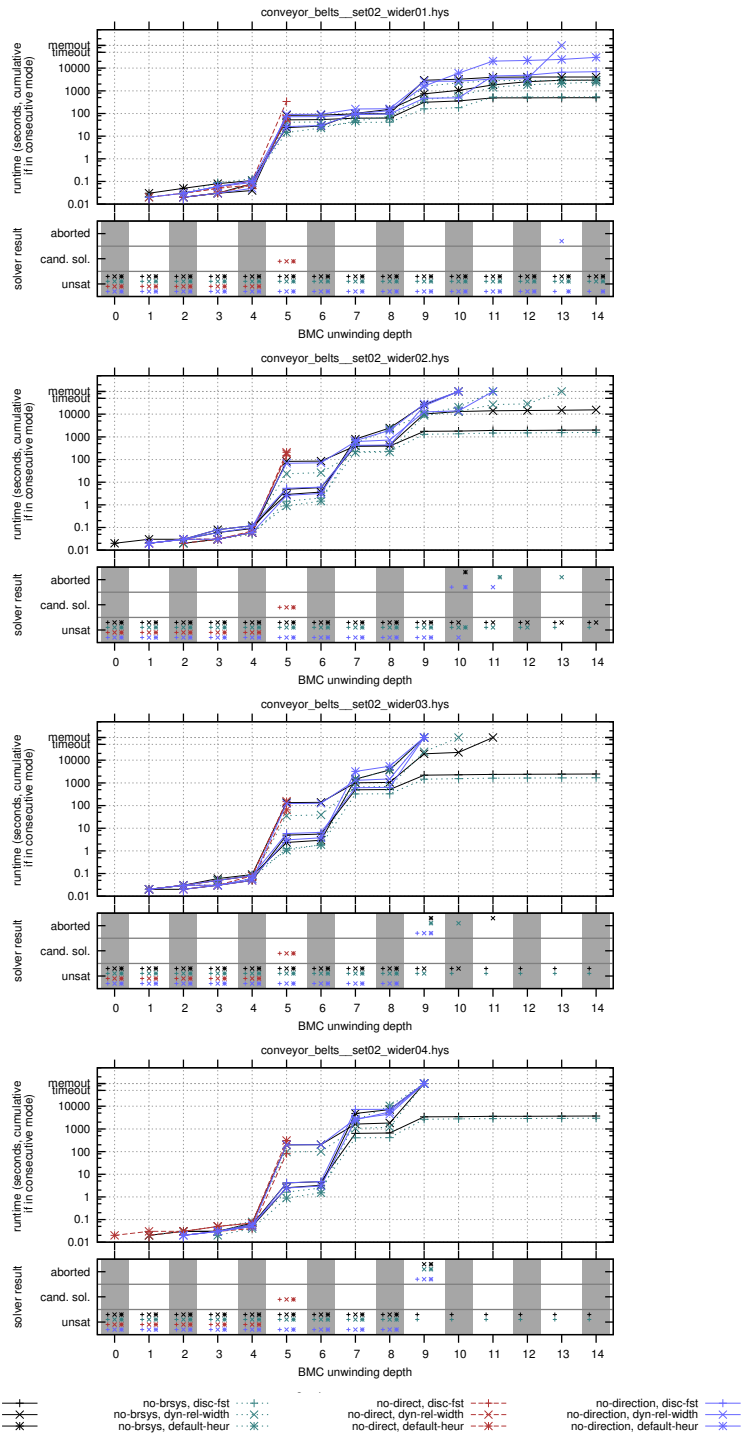 conveyor_belts__set02_wider01.hys
runtime (seconds, cumulative
if in consecutive mode)
memout
timeout
10000
1000
100
10
1
0.1
0.01
solver result
aborted
cand. sol.
unsat
0 1 2 3 4 5 6 7 8 9 10 11 12 13 14
BMC unwinding depth
conveyor_belts__set02_wider02.hys
runtime (seconds, cumulative
if in consecutive mode)
memout
timeout
10000
1000
100
10
1
0.1
0.01
solver result
aborted
cand. sol.
unsat
0 1 2 3 4 5 6 7 8 9 10 11 12 13 14
BMC unwinding depth
conveyor_belts__set02_wider03.hys
runtime (seconds, cumulative
if in consecutive mode)
memout
timeout
10000
1000
100
10
1
0.1
0.01
solver result
aborted
cand. sol.
unsat
0 1 2 3 4 5 6 7 8 9 10 11 12 13 14
BMC unwinding depth
conveyor_belts__set02_wider04.hys
runtime (seconds, cumulative
if in consecutive mode)
memout
timeout
10000
1000
100
10
1
0.1
0.01
solver result
aborted
cand. sol.
unsat
0 1 2 3 4 5 6 7 8 9 10 11 12 13 14
BMC unwinding depth
no-brsys, disc-fst
no-brsys, dyn-rel-width
no-brsys, default-heur
no-direct, disc-fst
no-direct, dyn-rel-width
no-direct, default-heur
no-direction, disc-fst
no-direction, dyn-rel-width
no-direction, default-heur